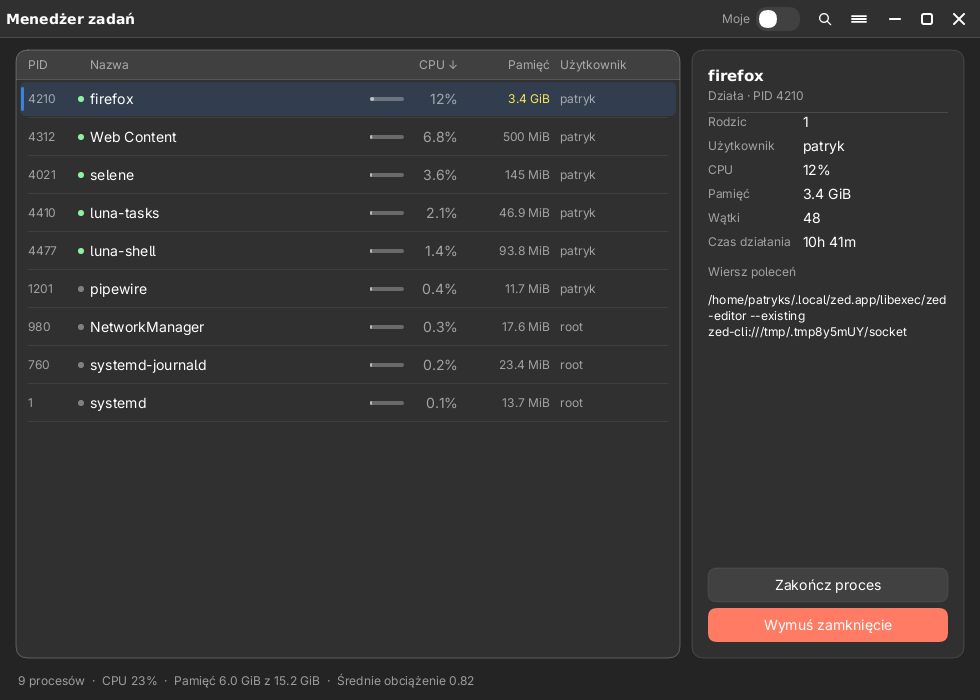 Menedżer zadań
Moje
PID Nazwa CPU ↓ Pamięć Użytkownik
4210 firefox 12% 3.4 GiB patryk
4312 Web Content 6.8% 500 MiB patryk
4021 selene 3.6% 145 MiB patryk
4410 luna-tasks 2.1% 46.9 MiB patryk
4477 luna-shell 1.4% 93.8 MiB patryk
1201 pipewire 0.4% 11.7 MiB patryk
980 NetworkManager 0.3% 17.6 MiB root
760 systemd-journald 0.2% 23.4 MiB root
1 systemd 0.1% 13.7 MiB root
firefox
Działa · PID 4210
Rodzic 1
Użytkownik patryk
CPU 12%
Pamięć 3.4 GiB
Wątki 48
Czas działania 10h 41m
Wiersz poleceń
/home/patryks/.local/zed.app/libexec/zed
-editor --existing
zed-cli:///tmp/.tmp8y5mUY/socket
Zakończ proces
Wymuś zamknięcie
9 procesów · CPU 23% · Pamięć 6.0 GiB z 15.2 GiB · Średnie obciążenie 0.82